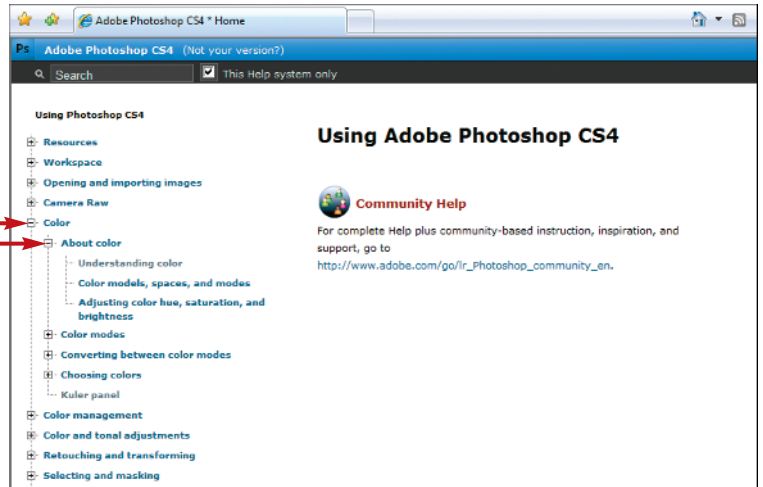 Adobe Photoshop CS4 * Home
Ps Adobe Photoshop CS4 (Not your version?)
Search This Help system only
Using Photoshop CS4
Resources
Workspace
Opening and importing images
Camera Raw
Color
About color
Understanding color
Color models, spaces, and modes
Adjusting color hue, saturation, and
brightness
Color modes
Converting between color modes
Choosing colors
Kuler panel
Color management
Color and tonal adjustments
Retouching and transforming
Selecting and masking
Using Adobe Photoshop CS4
Community Help
For complete Help plus community-based instruction, inspiration, and
support, go to
http://www.adobe.com/go/lr_Photoshop_community_en.